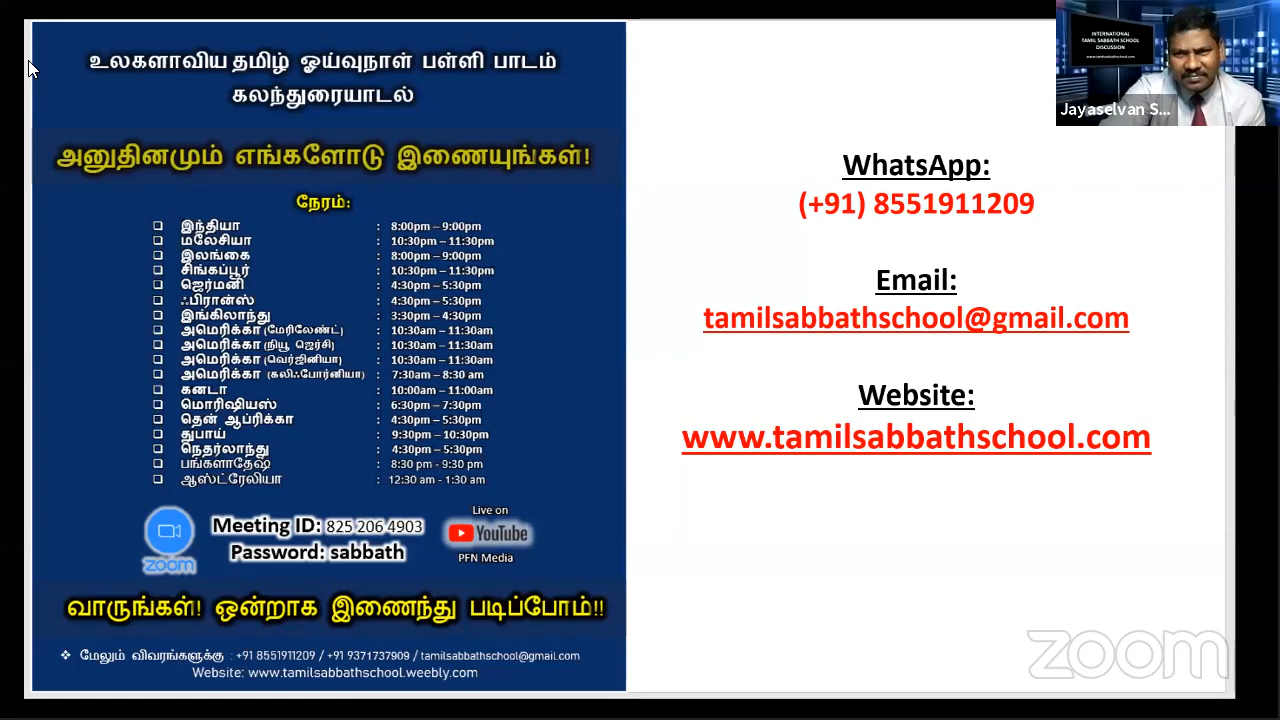 உலகளாவிய தமிழ் ஓய்வுநாள் பள்ளி பாடம்
கலந்துரையாடல்
அனுதினமும் எங்களோடு இணையுங்கள்!
நேரம்:
❑ இந்தியா : 8:00pm – 9:00pm
❑ மலேசியா : 10:30pm – 11:30pm
❑ இலங்கை : 8:00pm – 9:00pm
❑ சிங்கப்பூர் : 10:30pm – 11:30pm
❑ ஜெர்மனி : 4:30pm – 5:30pm
❑ ஃபிரான்ஸ் : 4:30pm – 5:30pm
❑ இங்கிலாந்து : 3:30pm – 4:30pm
❑ அமெரிக்கா (மேரிலேண்ட்) : 10:30am – 11:30am
❑ அமெரிக்கா (நியூ ஜெர்சி) : 10:30am – 11:30am
❑ அமெரிக்கா (வெர்ஜினியா) : 10:30am – 11:30am
❑ அமெரிக்கா (கலிஃபோர்னியா) : 7:30am – 8:30 am
❑ கனடா : 10:00am – 11:00am
❑ மொரிஷியஸ் : 6:30pm – 7:30pm
❑ தென் ஆப்ரிக்கா : 4:30pm – 5:30pm
❑ துபாய் : 9:30pm – 10:30pm
❑ நெதர்லாந்து : 4:30pm – 5:30pm
❑ பங்களாதேஷ் : 8:30 pm - 9:30 pm
❑ ஆஸ்ட்ரேலியா : 12:30 am - 1:30 am
zoom
Meeting ID: 825 206 4903
Password: sabbath
Live on
YouTube
PFN Media
வாருங்கள்! ஒன்றாக இணைந்து படிப்போம்!!
❖ மேலும் விவரங்களுக்கு : +91 8551911209 / +91 9371737909 / tamilsabbathschool@gmail.com
Website: www.tamilsabbathschool.weebly.com
WhatsApp:
(+91) 8551911209
Email:
tamilsabbathschool@gmail.com
Website:
www.tamilsabbathschool.com
INTERNATIONAL
TAMIL SABBATH SCHOOL
DISCUSSION
www.tamilsabbathschool.com
Jayaselvan S...
zoom